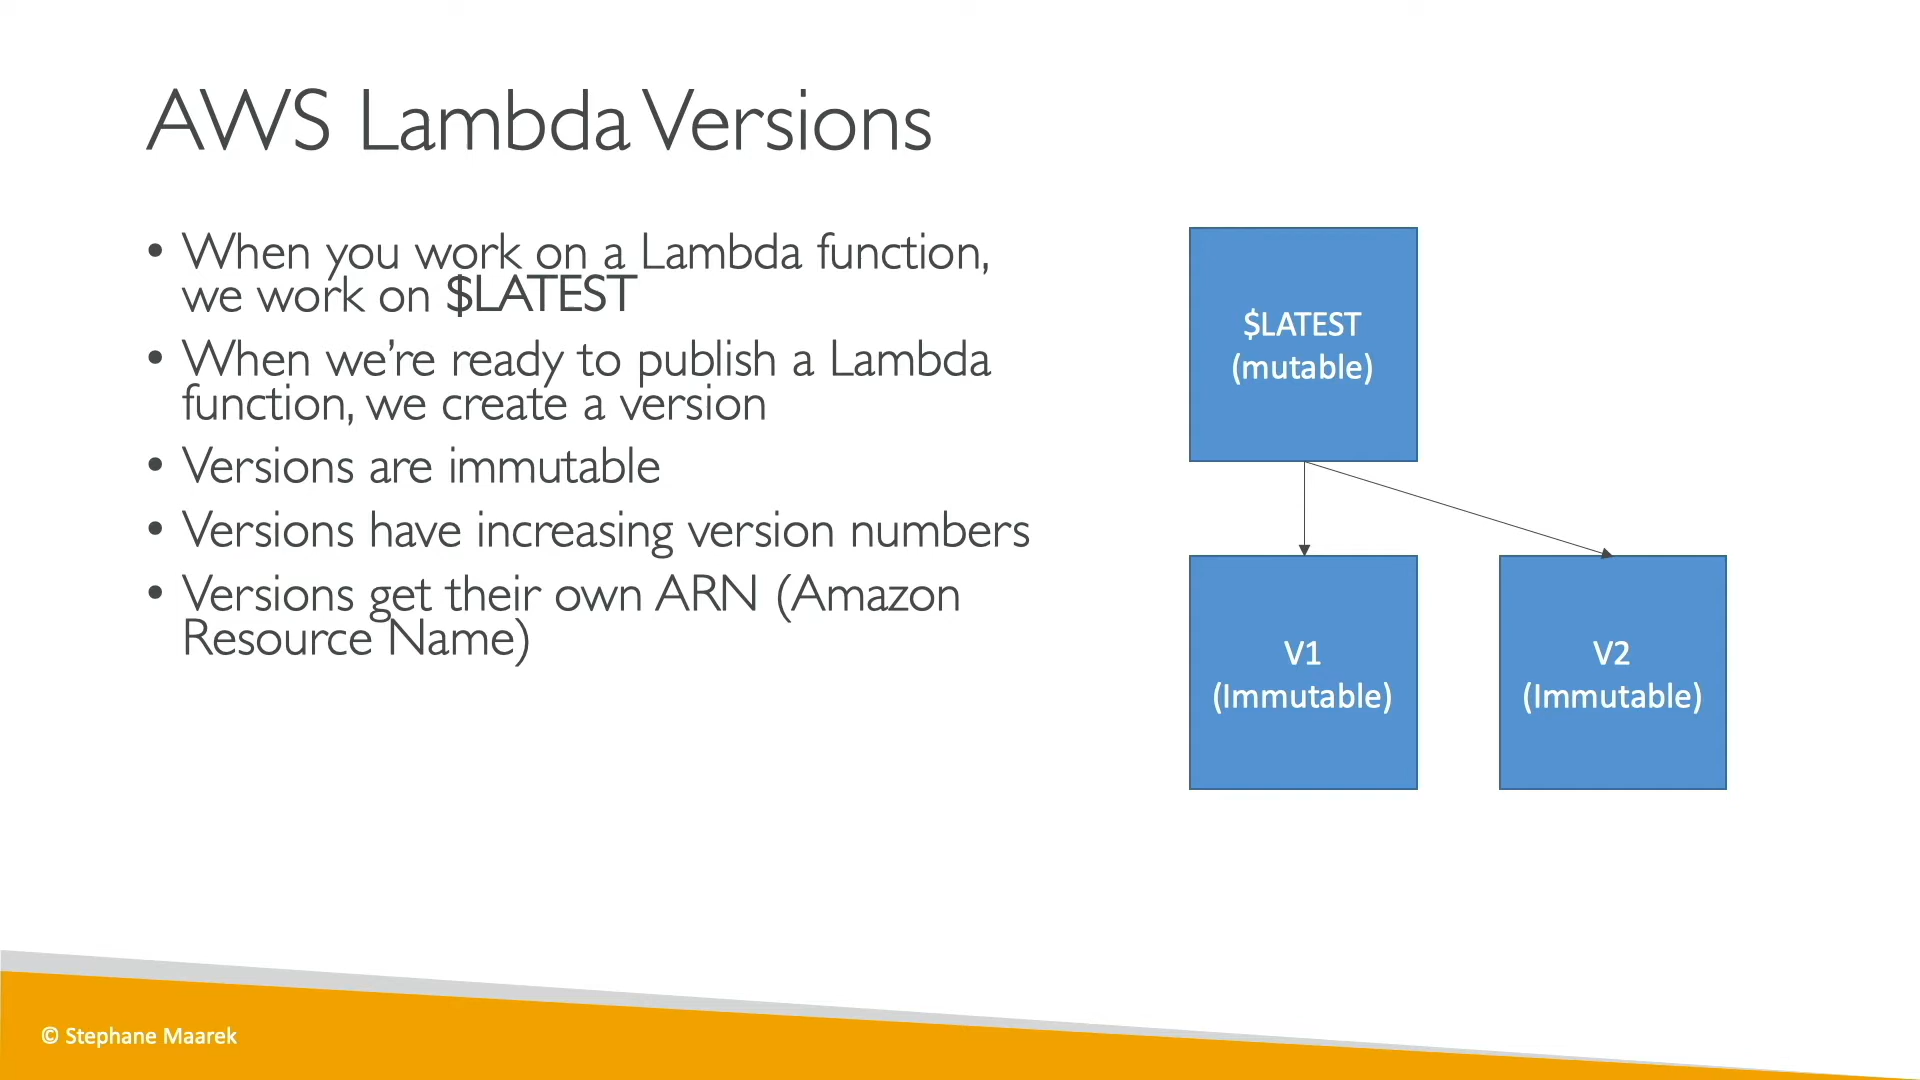 AWS Lambda Versions
• When you work on a Lambda function,
we work on $LATEST
• When we’re ready to publish a Lambda
function, we create a version
• Versions are immutable
• Versions have increasing version numbers
• Versions get their own ARN (Amazon
Resource Name)
$LATEST
(mutable)
V1
(Immutable)
V2
(Immutable)
© Stephane Maarek